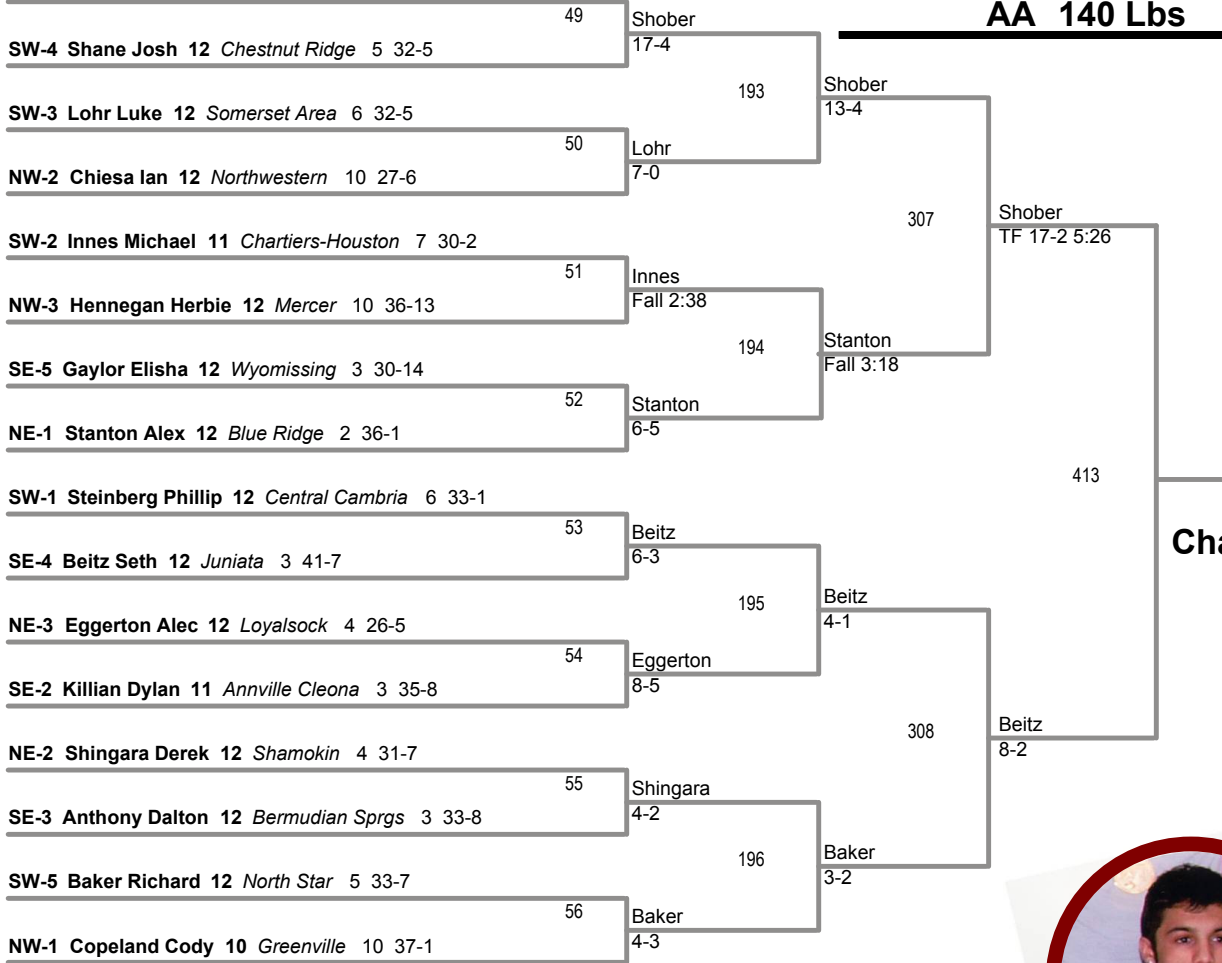 AA 140 Lbs
49
Shober
17-4
SW-4 Shane Josh 12 Chestnut Ridge 5 32-5
193
Shober
13-4
SW-3 Lohr Luke 12 Somerset Area 6 32-5
50
Lohr
7-0
NW-2 Chiesa Ian 12 Northwestern 10 27-6
307
Shober
TF 17-2 5:26
SW-2 Innes Michael 11 Chartiers-Houston 7 30-2
51
Innes
Fall 2:38
NW-3 Hennegan Herbie 12 Mercer 10 36-13
194
Stanton
Fall 3:18
SE-5 Gaylor Elisha 12 Wyomissing 3 30-14
52
Stanton
6-5
NE-1 Stanton Alex 12 Blue Ridge 2 36-1
413
SW-1 Steinberg Phillip 12 Central Cambria 6 33-1
53
Beitz
6-3
SE-4 Beitz Seth 12 Juniata 3 41-7
195
Beitz
4-1
NE-3 Eggerton Alec 12 Loyalsock 4 26-5
54
Eggerton
8-5
SE-2 Killian Dylan 11 Annville Cleona 3 35-8
308
Beitz
8-2
NE-2 Shingara Derek 12 Shamokin 4 31-7
55
Shingara
4-2
SE-3 Anthony Dalton 12 Bermudian Sprgs 3 33-8
196
Baker
3-2
SW-5 Baker Richard 12 North Star 5 33-7
56
Baker
4-3
NW-1 Copeland Cody 10 Greenville 10 37-1